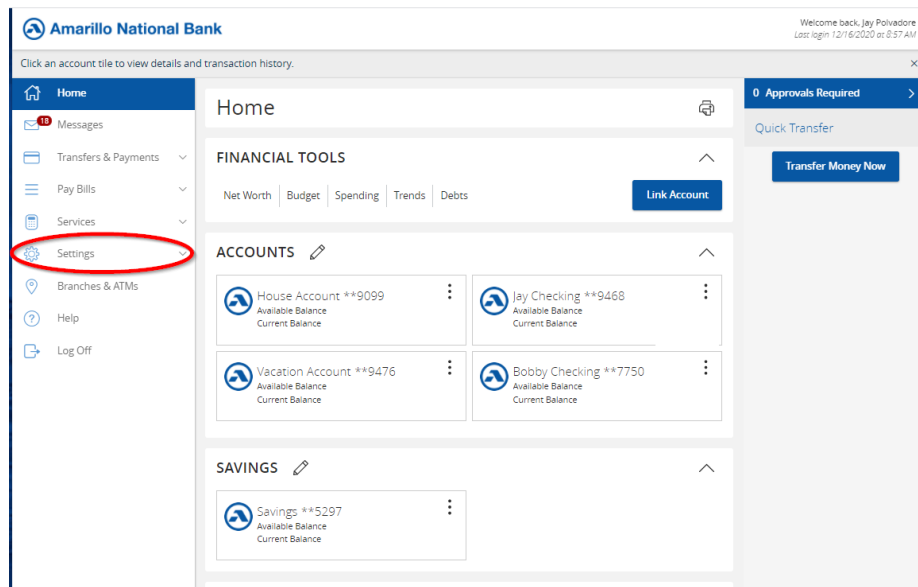 Amarillo National Bank
Welcome back, Jay Polvadore
Last login 12/16/2020 at 8:57 AM
Click an account tile to view details and transaction history.
Home
18
Messages
Transfers & Payments
Pay Bills
Services
Settings
Branches & ATMs
Help
Log Off
Home
FINANCIAL TOOLS
Net Worth Budget Spending Trends Debts
Link Account
ACCOUNTS
House Account **9099
Available Balance
Current Balance
Jay Checking **9468
Available Balance
Current Balance
Vacation Account **9476
Available Balance
Current Balance
Bobby Checking **7750
Available Balance
Current Balance
SAVINGS
Savings **5297
Available Balance
Current Balance
0 Approvals Required
Quick Transfer
Transfer Money Now